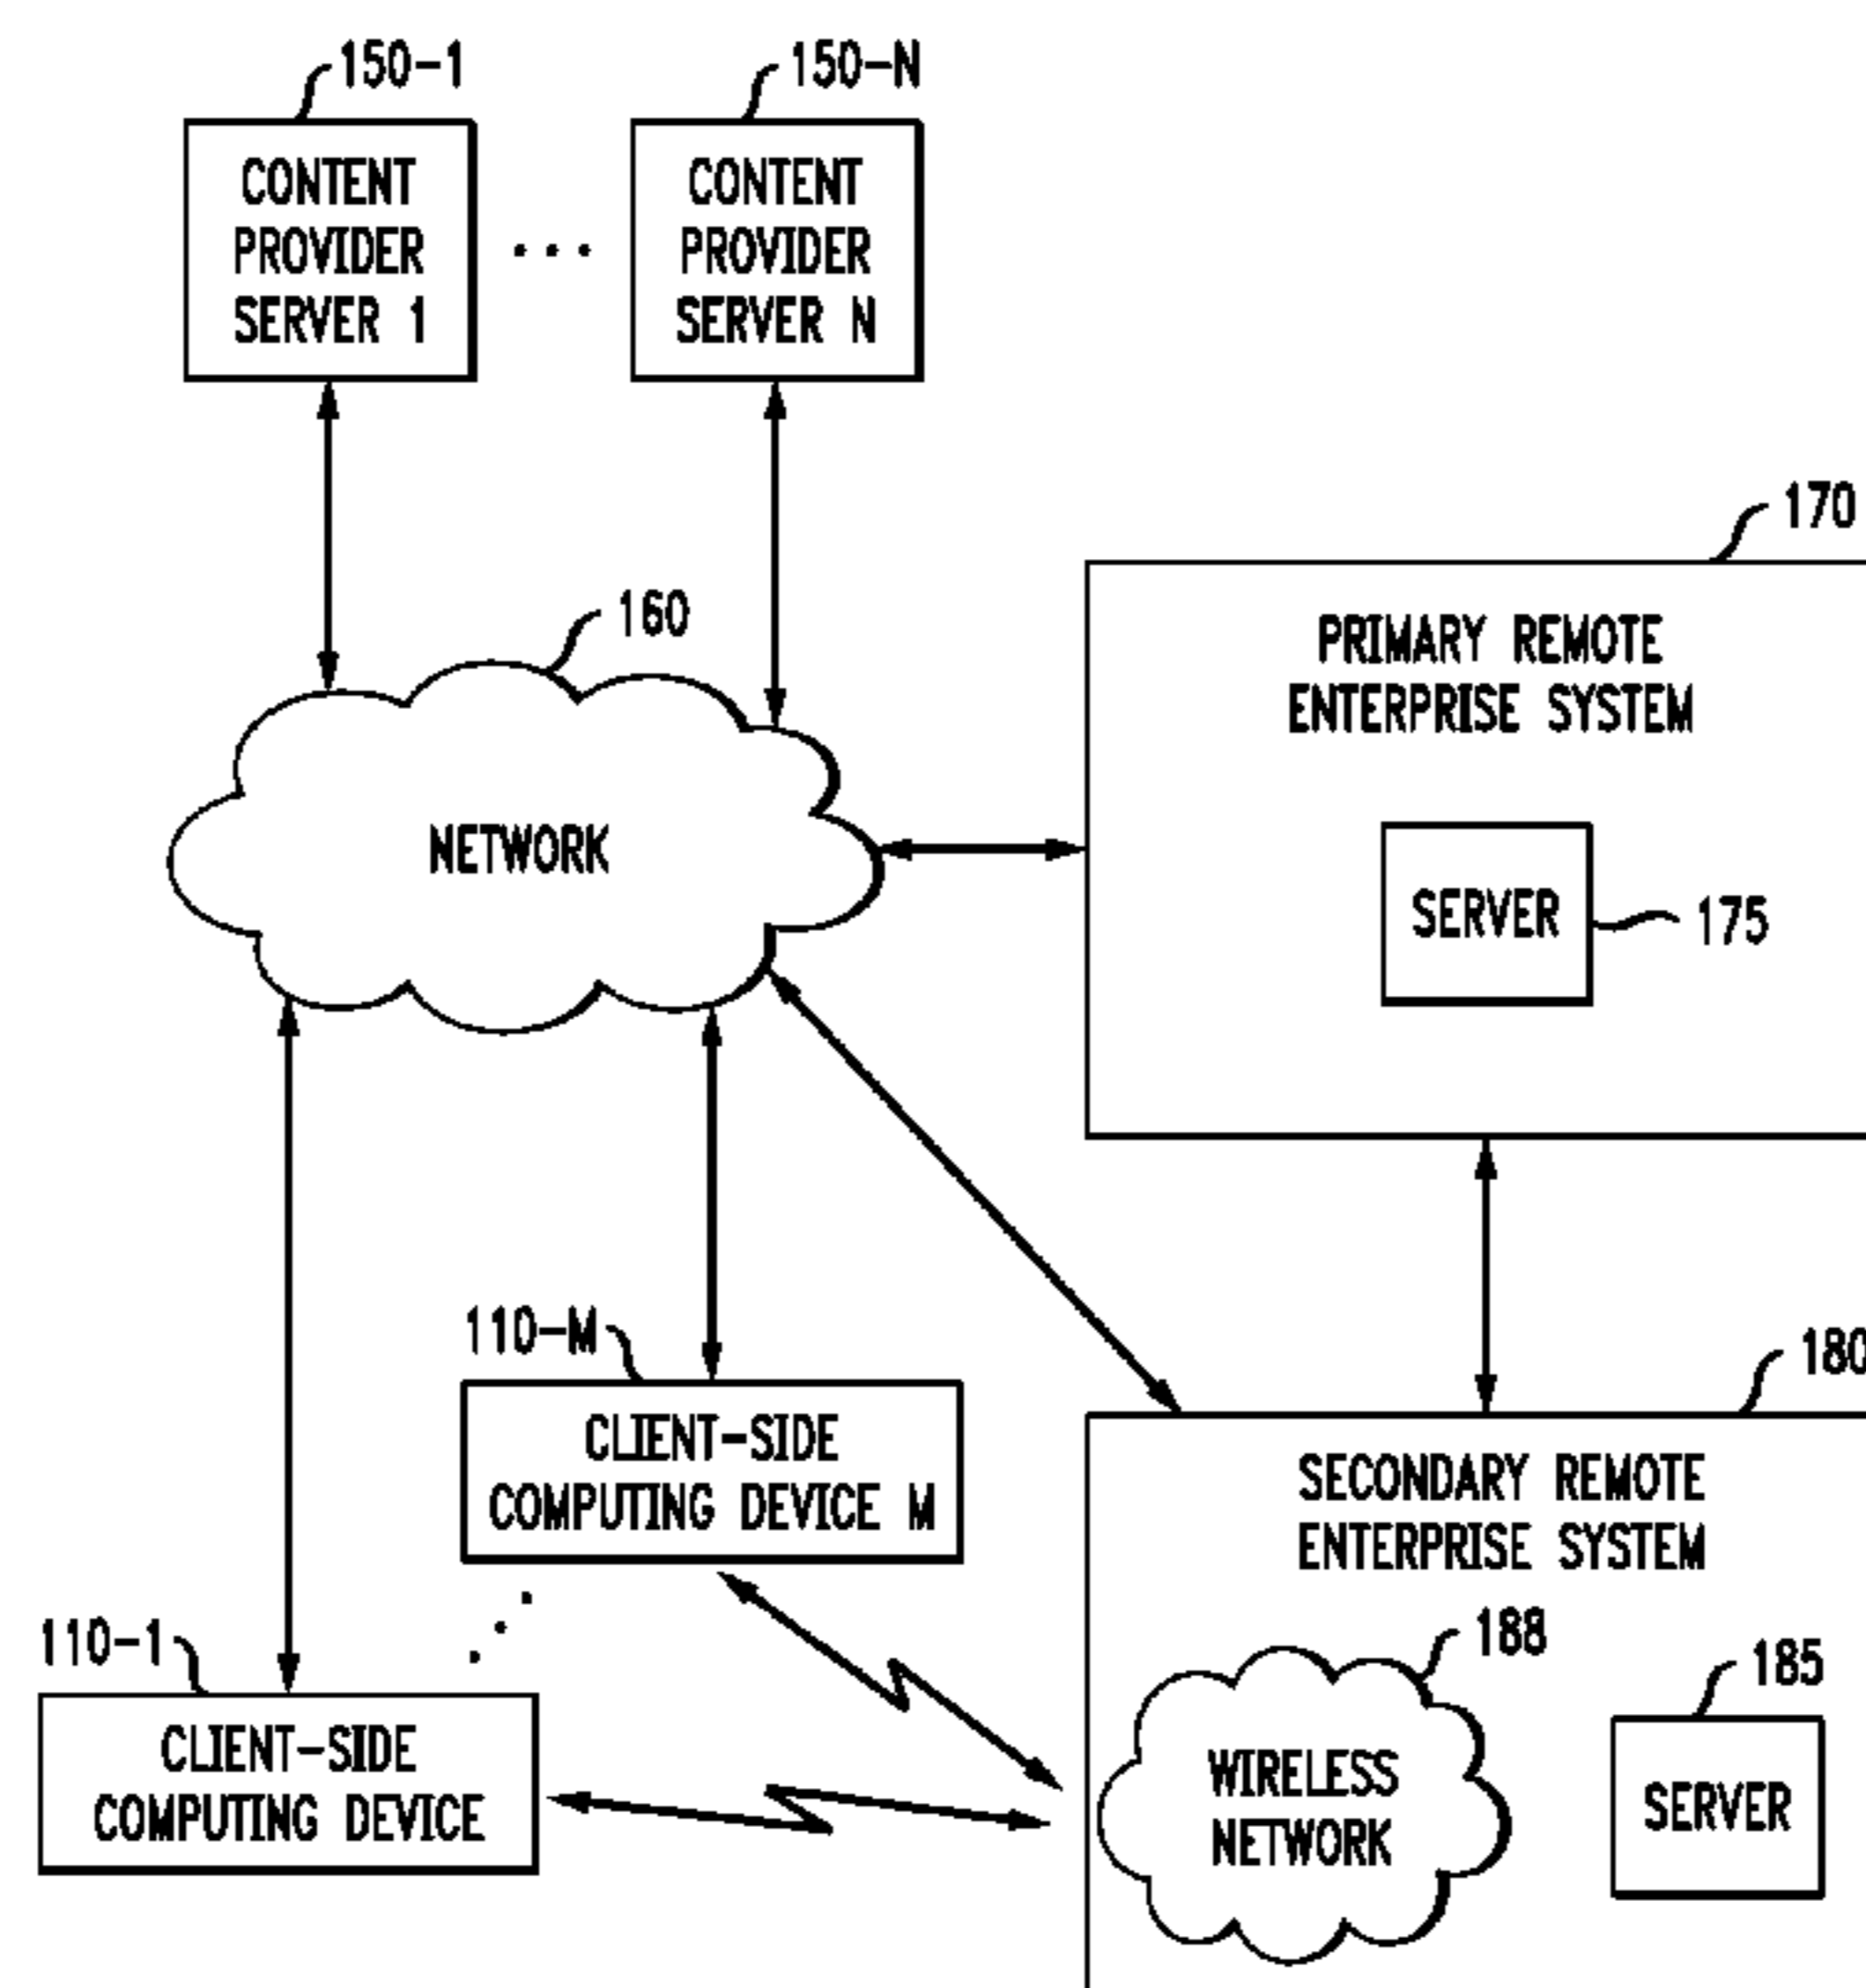 150-1
150-N
CONTENT
PROVIDER
SERVER 1
CONTENT
PROVIDER
SERVER N
170
160
PRIMARY REMOTE
ENTERPRISE SYSTEM
NETWORK
SERVER
175
110-M
180
CLIENT-SIDE
COMPUTING DEVICE M
SECONDARY REMOTE
ENTERPRISE SYSTEM
110-1
188
185
CLIENT-SIDE
COMPUTING DEVICE
WIRELESS
NETWORK
SERVER